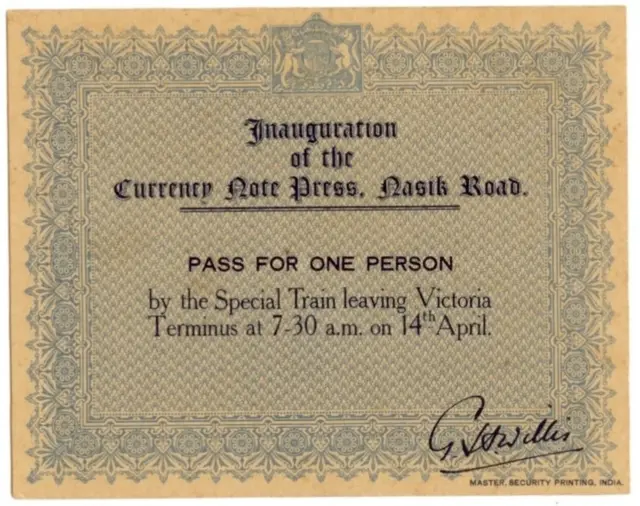 Inauguration
of the
Currency Note Press, Nasik Road.
PASS FOR ONE PERSON
by the Special Train leaving Victoria
Terminus at 7-30 a.m. on 14th April.
G. H. Willis
MASTER, SECURITY PRINTING, INDIA.